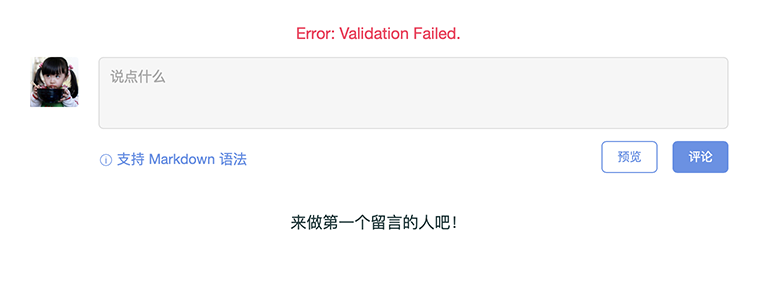 Error: Validation Failed.
说点什么
支持 Markdown 语法
预览
评论
来做第一个留言的人吧！